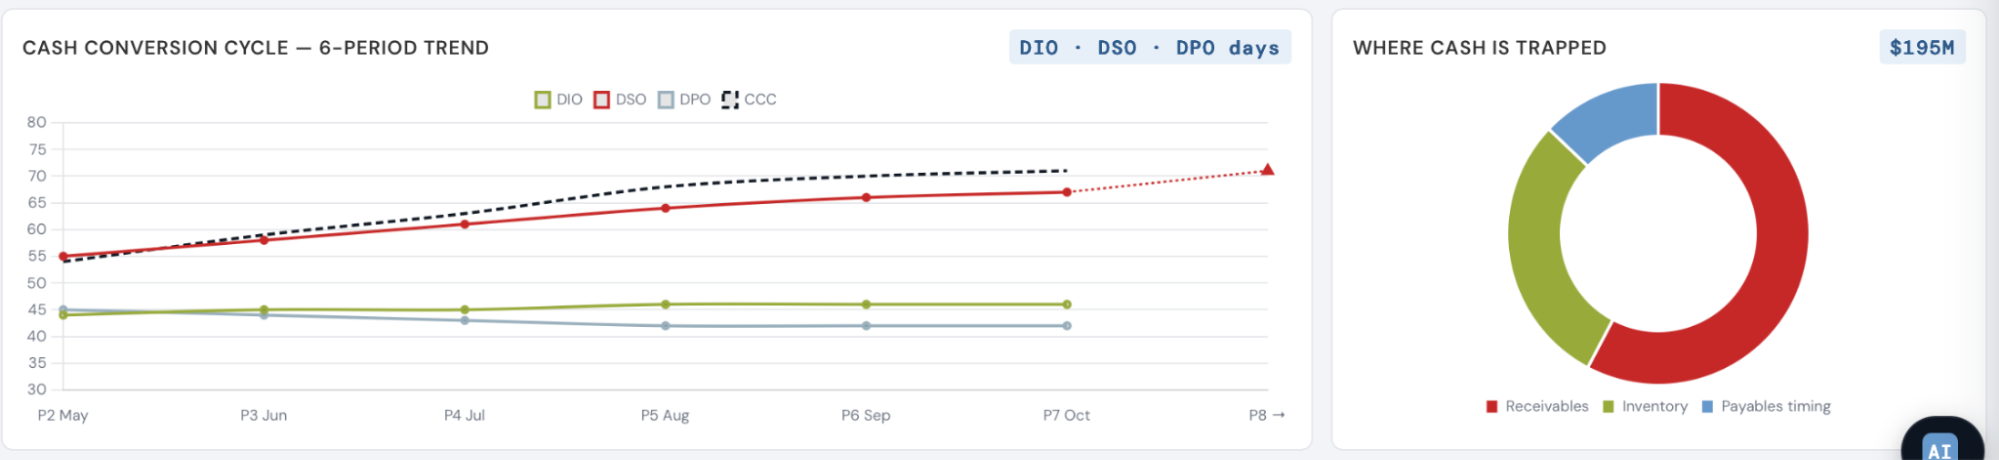 CASH CONVERSION CYCLE — 6-PERIOD TREND
DIO · DSO · DPO days
DIO DSO DPO CCC
80
75
70
65
60
55
50
45
40
35
30
P2 May P3 Jun P4 Jul P5 Aug P6 Sep P7 Oct P8 →
WHERE CASH IS TRAPPED
$195M
Receivables Inventory Payables timing
AI